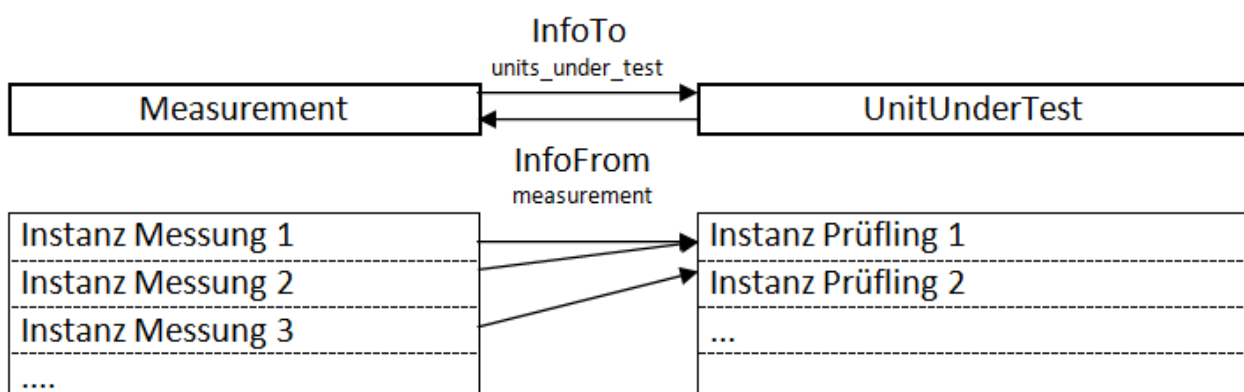 InfoTo
units_under_test
Measurement
UnitUnderTest
InfoFrom
measurement
Instanz Messung 1
Instanz Prüfling 1
Instanz Messung 2
Instanz Prüfling 2
Instanz Messung 3
...
....